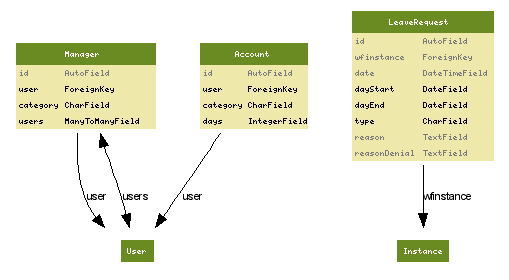 Manager
id AutoField
user ForeignKey
category CharField
users ManyToManyField
Account
id AutoField
user ForeignKey
category CharField
days IntegerField
LeaveRequest
id AutoField
wfinstance ForeignKey
date DateTimeField
dayStart DateField
dayEnd DateField
type CharField
reason TextField
reasonDenial TextField
user users user wfinstance
User Instance